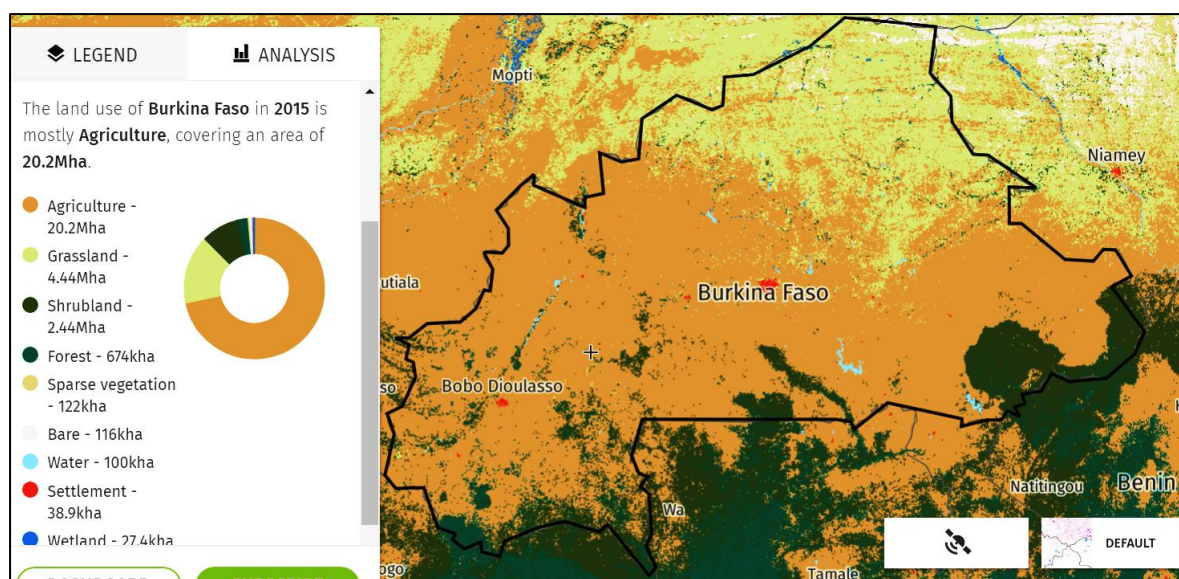 LEGEND
ANALYSIS
The land use of Burkina Faso in 2015 is
mostly Agriculture, covering an area of
20.2Mha.
Agriculture -
20.2Mha
Grassland -
4.44Mha
Shrubland -
2.44Mha
Forest - 674kha
Sparse vegetation
- 122kha
Bare - 116kha
Water - 100kha
Settlement -
38.9kha
Wetland - 27.4kha
Mopti
Niamey
utiala
Burkina Faso
so
Bobo Dioulasso
K
Natitingou
Benin
Wa
DEFAULT
ogo
Tamale